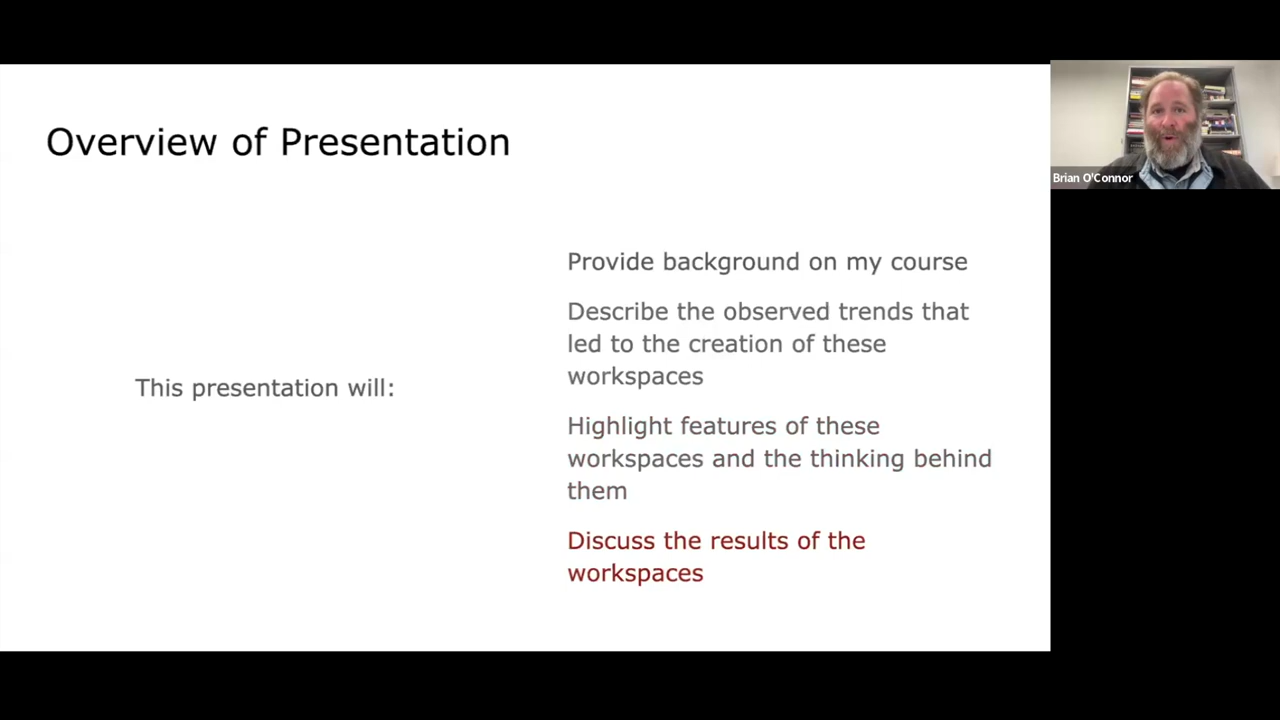 Overview of Presentation
This presentation will:
Provide background on my course
Describe the observed trends that
led to the creation of these
workspaces
Highlight features of these
workspaces and the thinking behind
them
Discuss the results of the
workspaces
Brian O'Connor